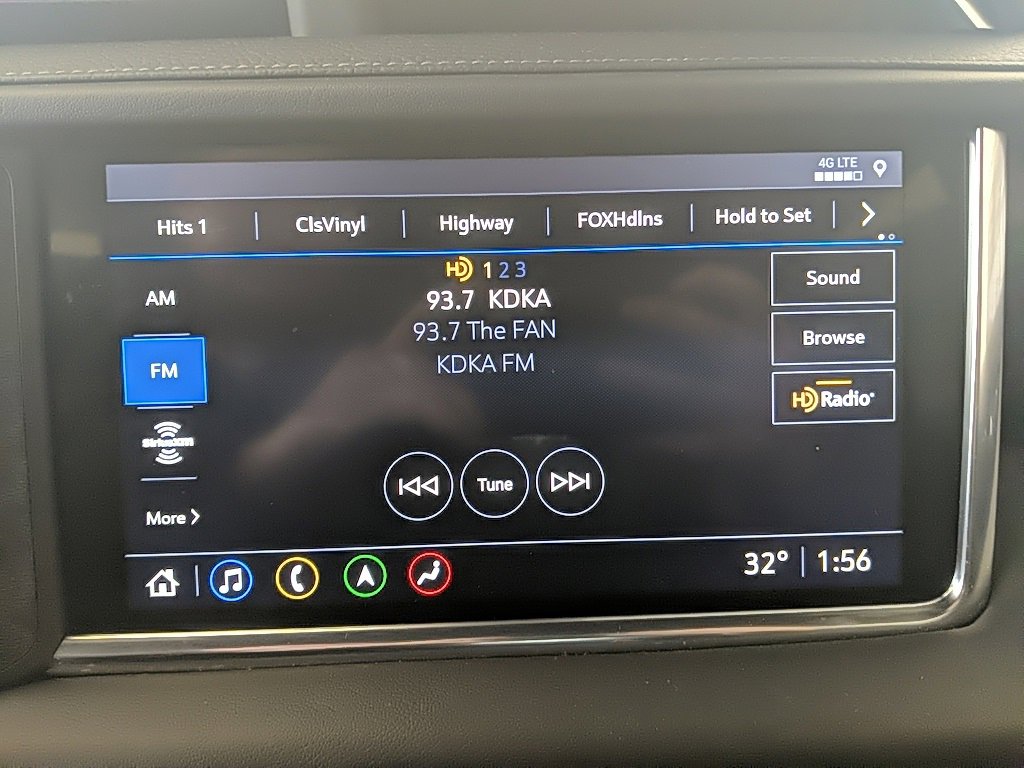 4G LTE
Hits 1 ClsVinyl Highway FOXHdlns Hold to Set
HD 1 2 3
AM
93.7 KDKA
Sound
93.7 The FAN
Browse
FM
KDKA FM
HD Radio
SiriusXM
Tune
More
32° 1:56